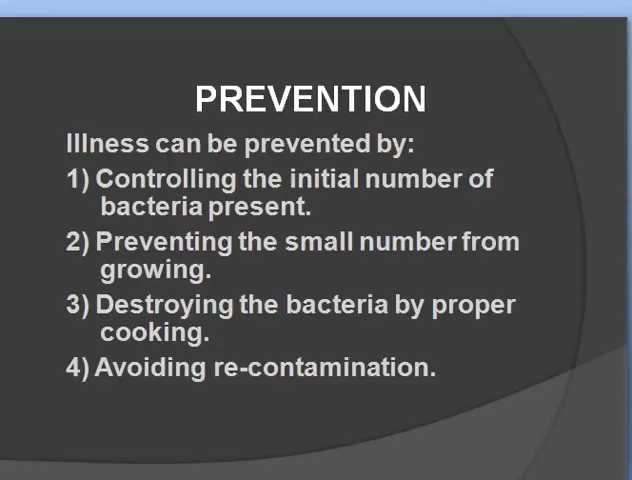 PREVENTION
Illness can be prevented by:
1) Controlling the initial number of
bacteria present.
2) Preventing the small number from
growing.
3) Destroying the bacteria by proper
cooking.
4) Avoiding re-contamination.